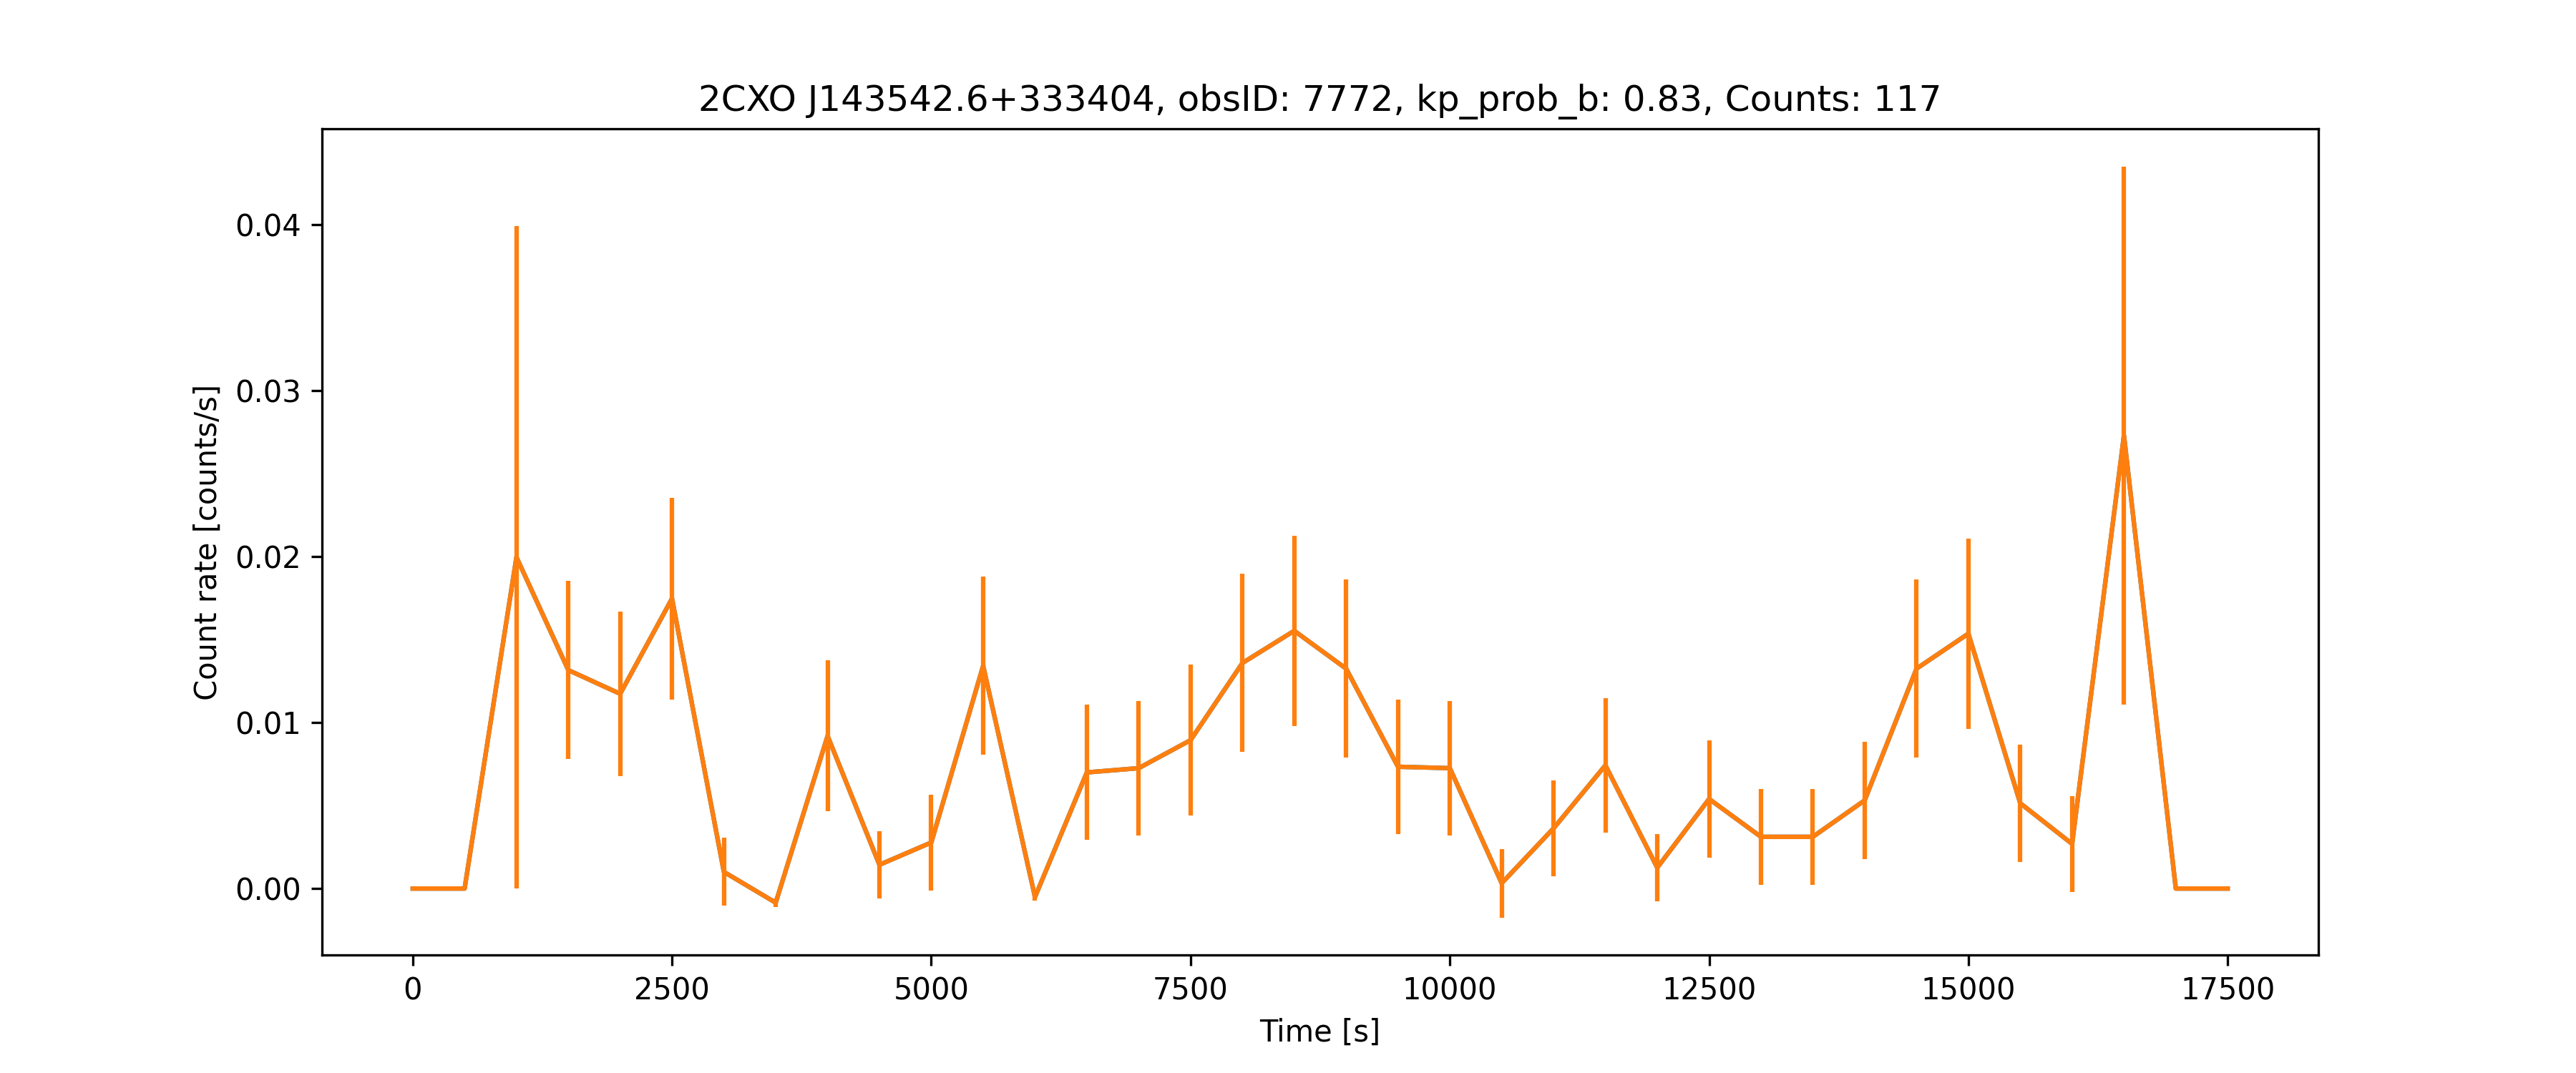 2CXO J143542.6+333404, obsID: 7772, kp_prob_b: 0.83, Counts: 117
Count rate [counts/s]
0.04
0.03
0.02
0.01
0.00
0 2500 5000 7500 10000 12500 15000 17500
Time [s]